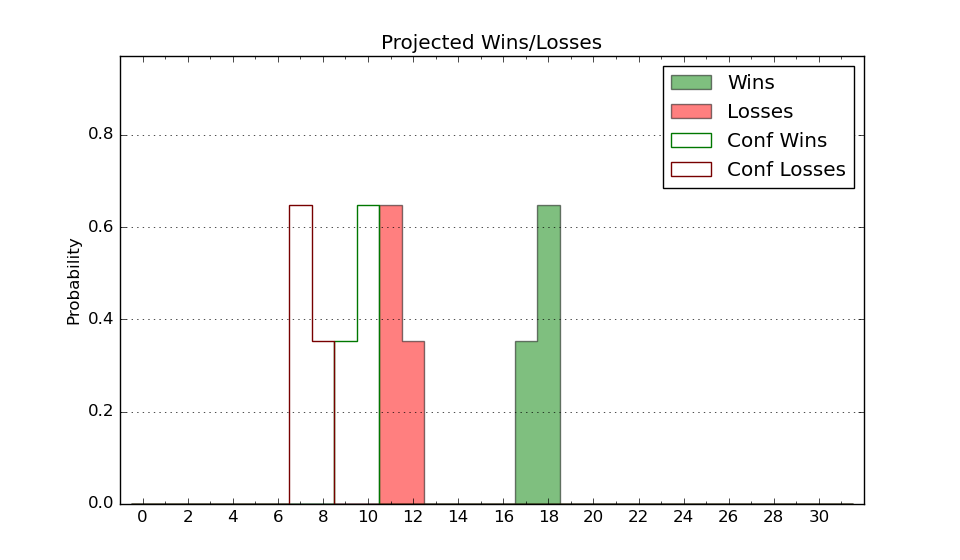 Projected Wins/Losses
Wins
Losses
Conf Wins
Conf Losses
Probability
0.8
0.6
0.4
0.2
0.0
0 2 4 6 8 10 12 14 16 18 20 22 24 26 28 30